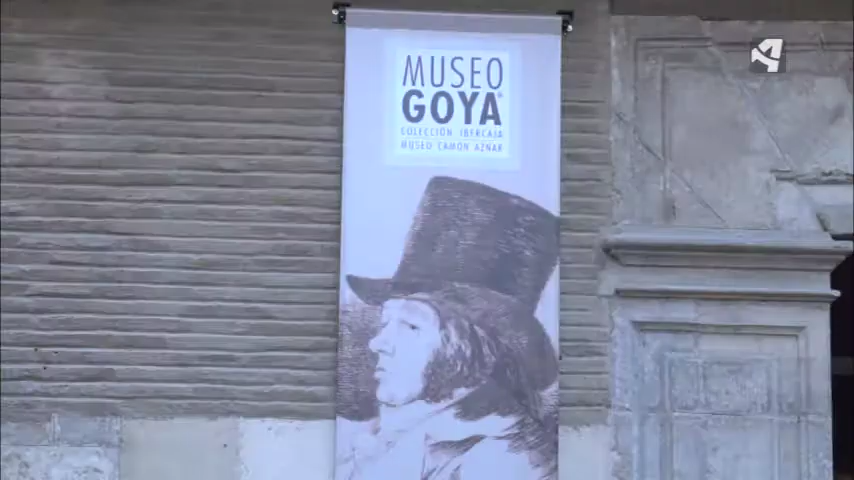 MUSEO
GOYA
COLECCIÓN IBERCAJA
MUSEO CAMÓN AZNAR